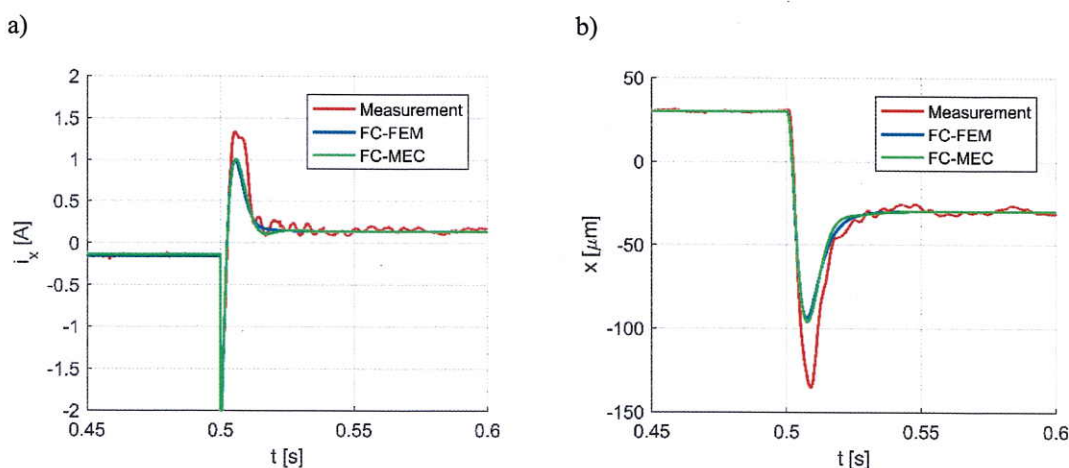 a)
2
1.5
1
0.5
0
-0.5
-1
-1.5
-2
i_x [A]
Measurement
FC-FEM
FC-MEC
0.45
0.5
0.55
0.6
t [s]
b)
50
0
-50
-100
-150
x [μm]
Measurement
FC-FEM
FC-MEC
0.45
0.5
0.55
0.6
t [s]